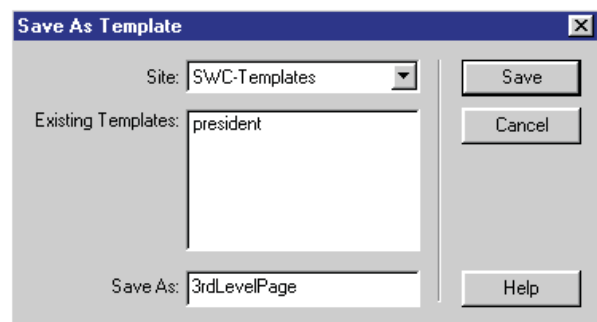 Save As Template
Site: SWC-Templates Save
Existing Templates: president Cancel
Save As: 3rdLevelPage Help